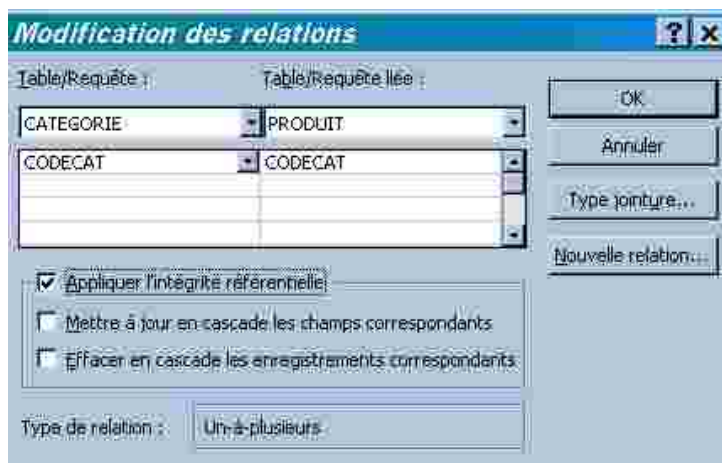 Modification des relations
Table/Requête :
Table/Requête liée :
CATEGORIE
PRODUIT
CODECAT
CODECAT
OK
Annuler
Type jointure...
Nouvelle relation...
Appliquer l'intégrité référentielle
Mettre à jour en cascade les champs correspondants
Effacer en cascade les enregistrements correspondants
Type de relation :
Un-à-plusieurs